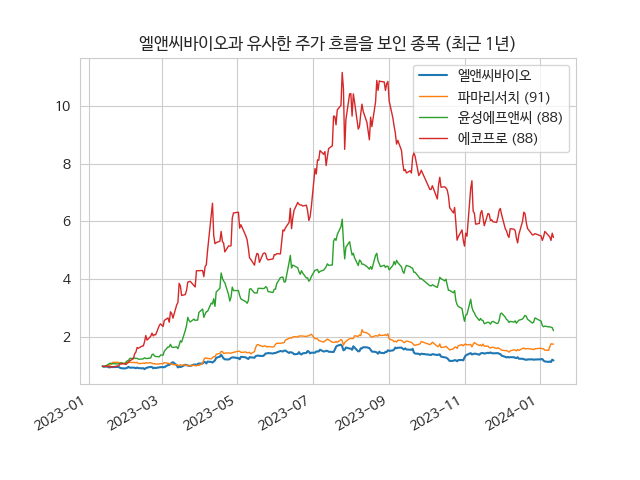 엘앤씨바이오과 유사한 주가 흐름을 보인 종목 (최근 1년)
엘앤씨바이오
파마리서치 (91)
윤성에프앤씨 (88)
에코프로 (88)
10
8
6
4
2
2023-01
2023-03
2023-05
2023-07
2023-09
2023-11
2024-01